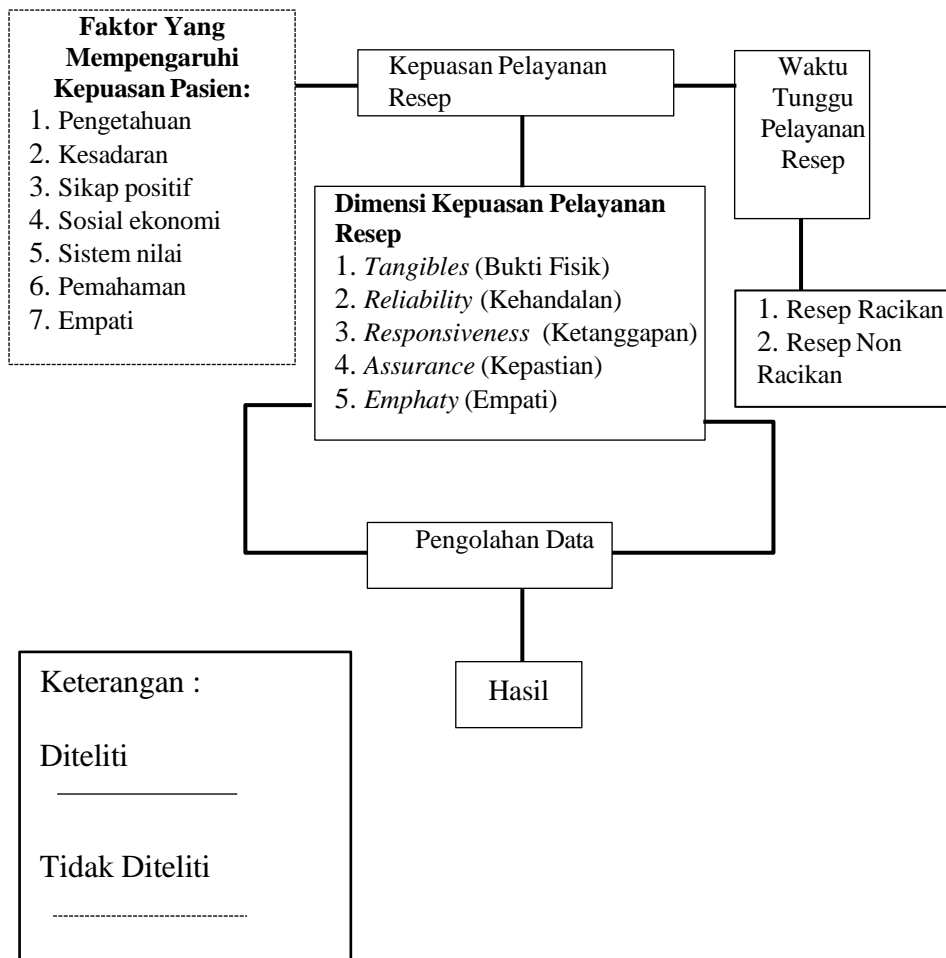 Faktor Yang
Mempengaruhi
Kepuasan Pasien:
1. Pengetahuan
2. Kesadaran
3. Sikap positif
4. Sosial ekonomi
5. Sistem nilai
6. Pemahaman
7. Empati
Kepuasan Pelayanan
Resep
Waktu
Tunggu
Pelayanan
Resep
Dimensi Kepuasan Pelayanan
Resep
1. Tangibles (Bukti Fisik)
2. Reliability (Kehandalan)
3. Responsiveness (Ketanggapan)
4. Assurance (Kepastian)
5. Emphaty (Empati)
1. Resep Racikan
2. Resep Non
Racikan
Pengolahan Data
Hasil
Keterangan :
Diteliti
Tidak Diteliti